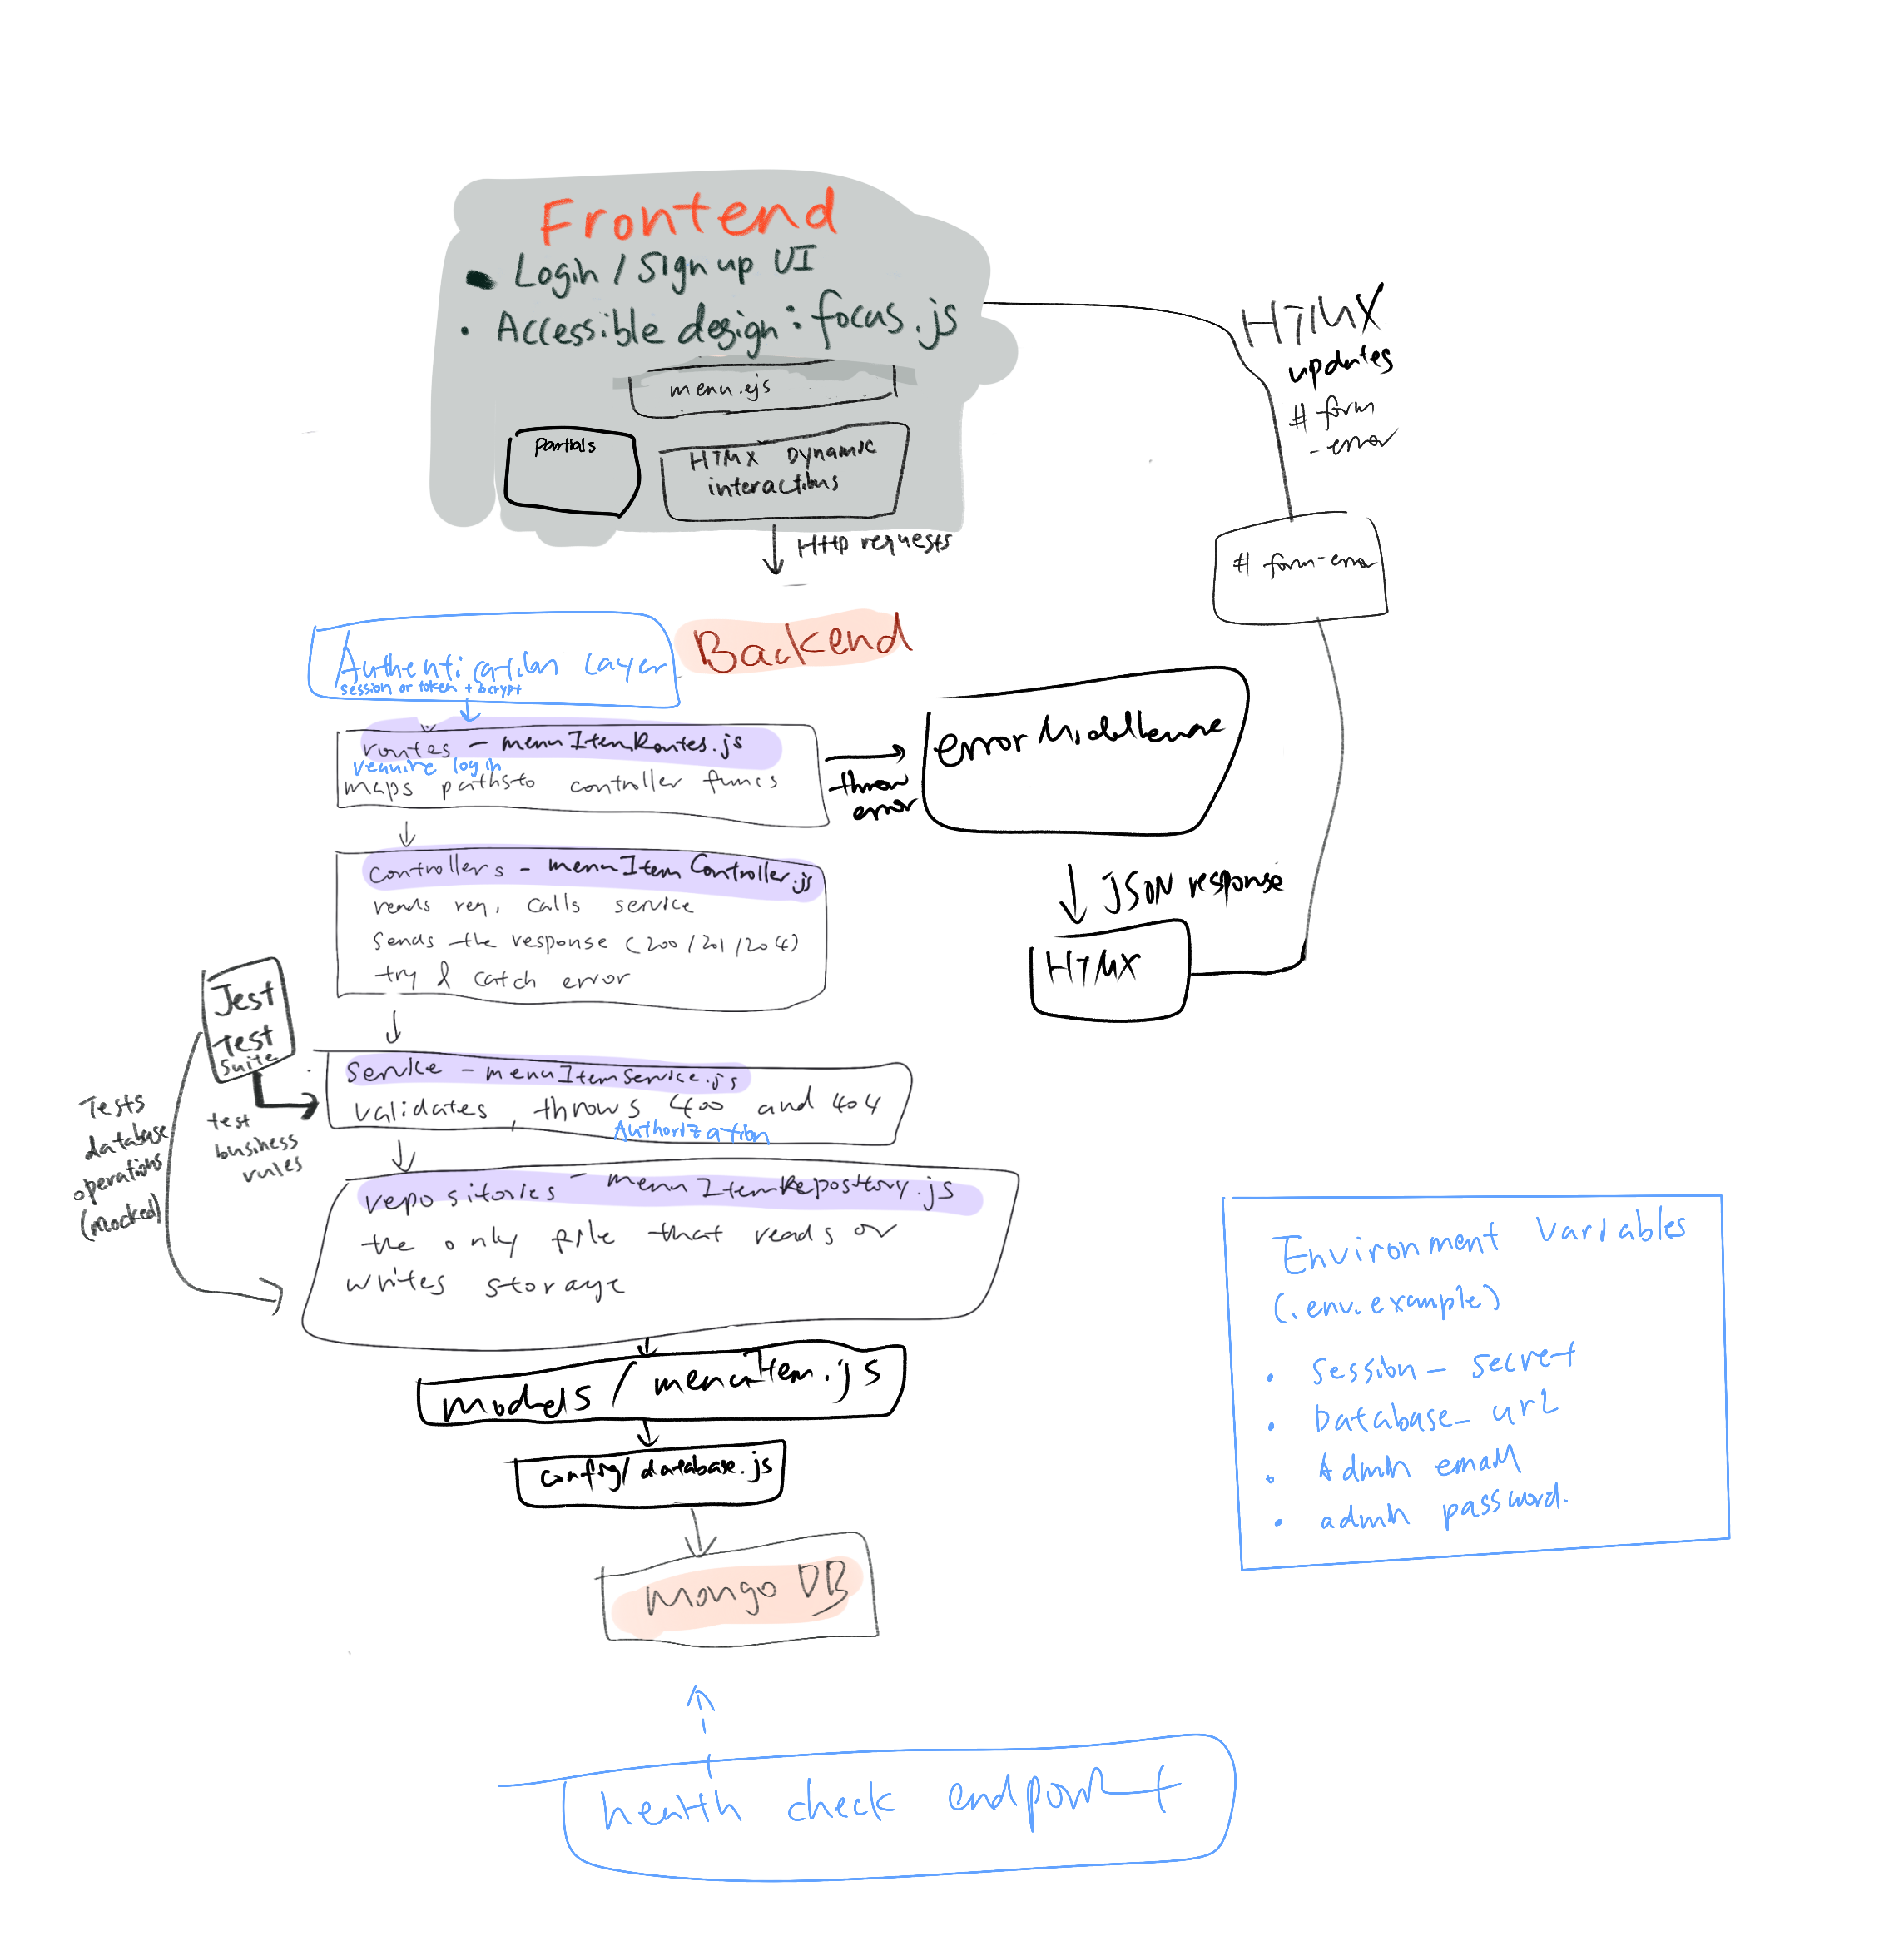 Frontend
• Login / Sign up UI
• Accessible design : focus.js
menu.ejs
Partials
HTMX Dynamic
interactions
HTTP requests
HTMX
updates
# form
- error
# form-error
Backend
Authentication Layer
session or token + bcrypt
routes - menuItemRoutes.js
require log in
maps paths to controller funcs
throw
error
error Middleware
JSON response
HTMX
controllers - menuItemController.js
reads req, calls service
sends the response (200/201/204)
try & catch error
Jest
test
suite
Tests
database
operations
(mocked)
test
business
rules
Service - menuItemService.js
validates, throws 400 and 404
Authorization
repositories - menuItemRepository.js
the only file that reads or
writes storage
models / menuItem.js
config/database.js
Mongo DB
health check endpoint
Environment Variables
(.env.example)
• Session_ secret
• Database_ url
• Admin email
• admin password.